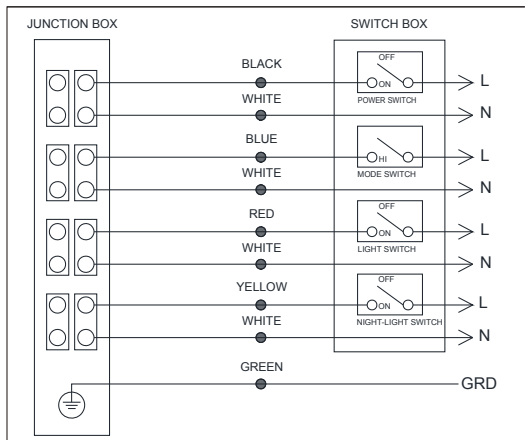 JUNCTION BOX
SWITCH BOX
BLACK
OFF
ON
POWER SWITCH
L
WHITE
N
BLUE
HI
MODE SWITCH
L
WHITE
N
RED
OFF
ON
LIGHT SWITCH
L
WHITE
N
YELLOW
OFF
ON
NIGHT-LIGHT SWITCH
L
WHITE
N
GREEN
GRD